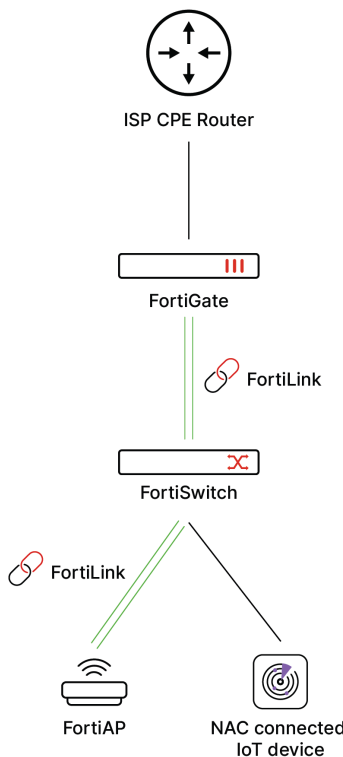 ISP CPE Router
FortiGate
FortiLink
FortiSwitch
FortiLink
FortiAP
NAC connected
IoT device